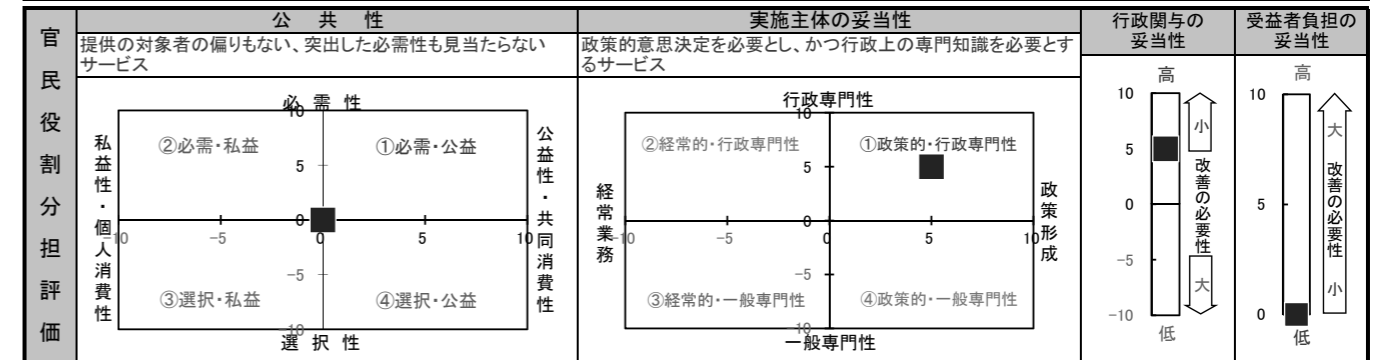 官民役割分担評価
公共性
提供の対象者の偏りもない、突出した必需性も見当たらない
サービス
必需性
10
②必需・私益
①必需・公益
5
私益性・個人消費性
公益性・共同消費性
-10
-5
0
0
5
10
-5
③選択・私益
④選択・公益
-10
選択性
実施主体の妥当性
政策的意思決定を必要とし、かつ行政上の専門知識を必要とす
るサービス
行政専門性
10
②経常的・行政専門性
①政策的・行政専門性
5
経常業務
政策形成
-10
-5
0
0
5
10
-5
③経常的・一般専門性
④政策的・一般専門性
-10
一般専門性
行政関与の
妥当性
高
10
5
0
-5
-10
低
小
改善の必要性
大
受益者負担の
妥当性
高
10
5
0
低
大
改善の必要性
小